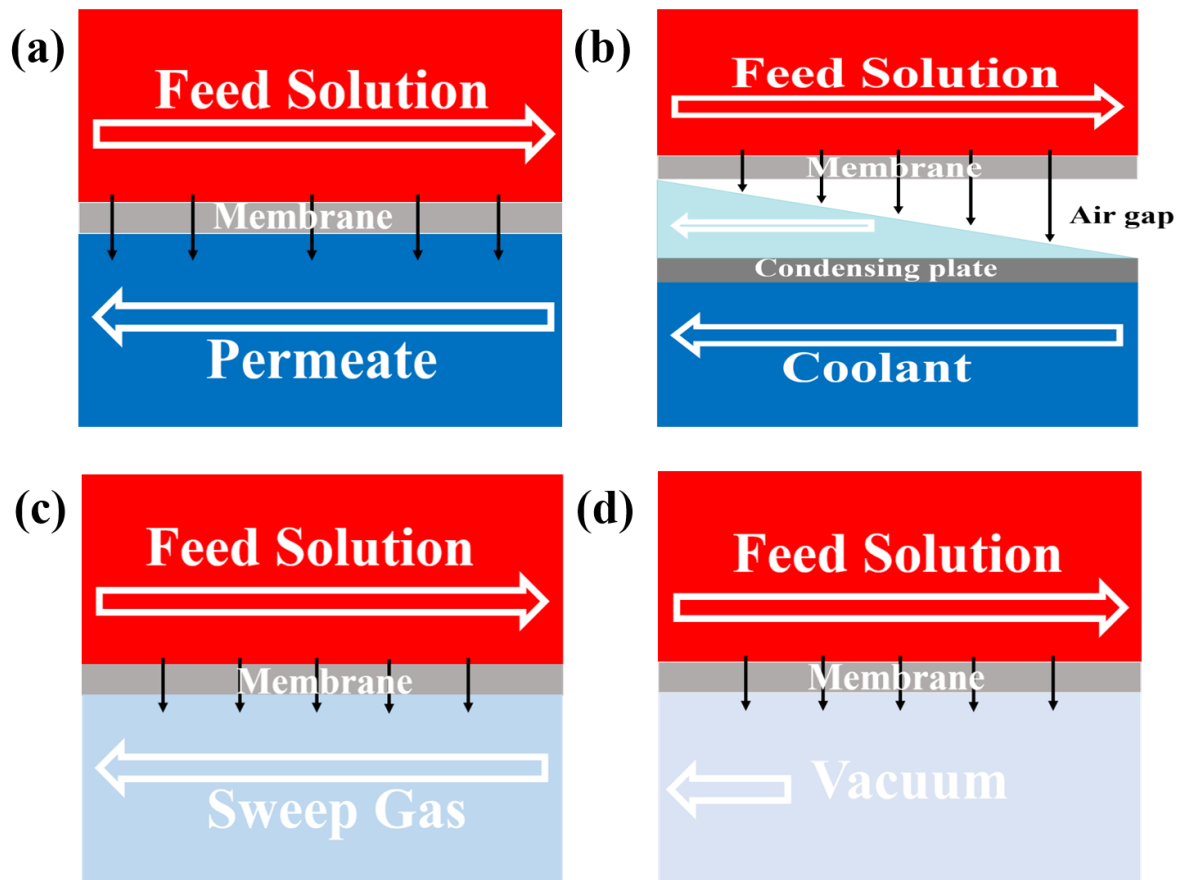 (a)
Feed Solution
Membrane
Permeate
(b)
Feed Solution
Membrane
Air gap
Condensing plate
Coolant
(c)
Feed Solution
Membrane
Sweep Gas
(d)
Feed Solution
Membrane
Vacuum